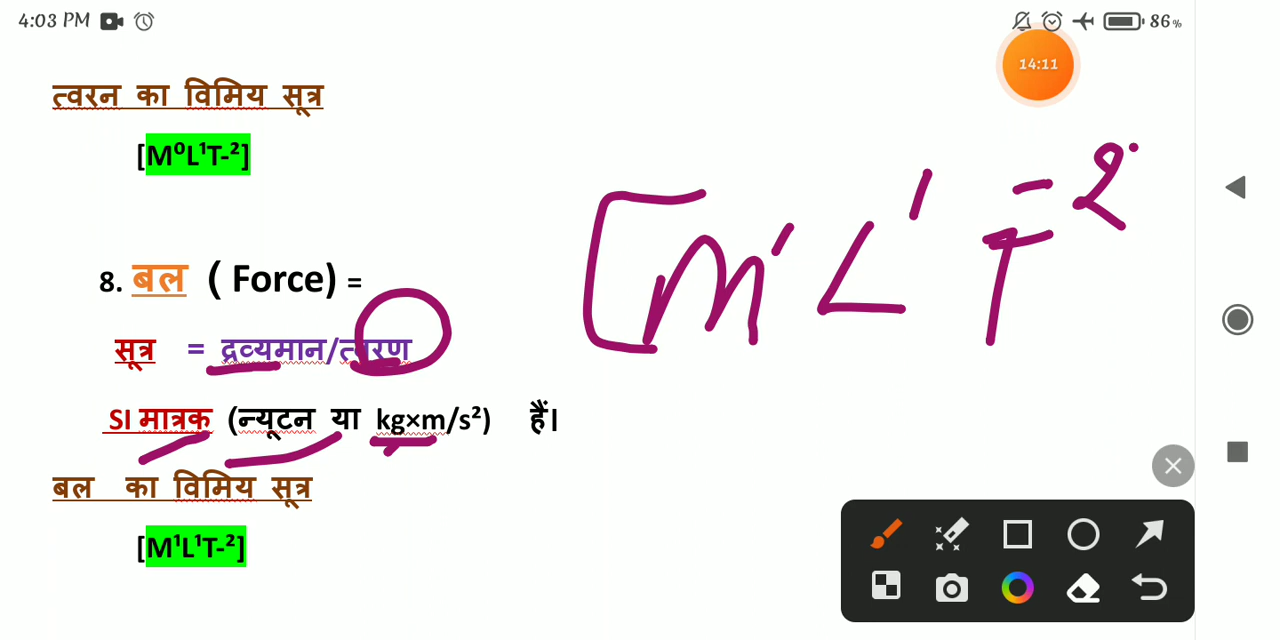 4:03 PM
86%
14:11
त्वरन का विमिय सूत्र
[M⁰L¹T-²]
[M' L' T-2
8. बल ( Force) =
सूत्र = द्रव्यमान/त्वरण
SI मात्रक (न्यूटन या kg×m/s²) हैं।
बल का विमिय सूत्र
[M¹L¹T-²]